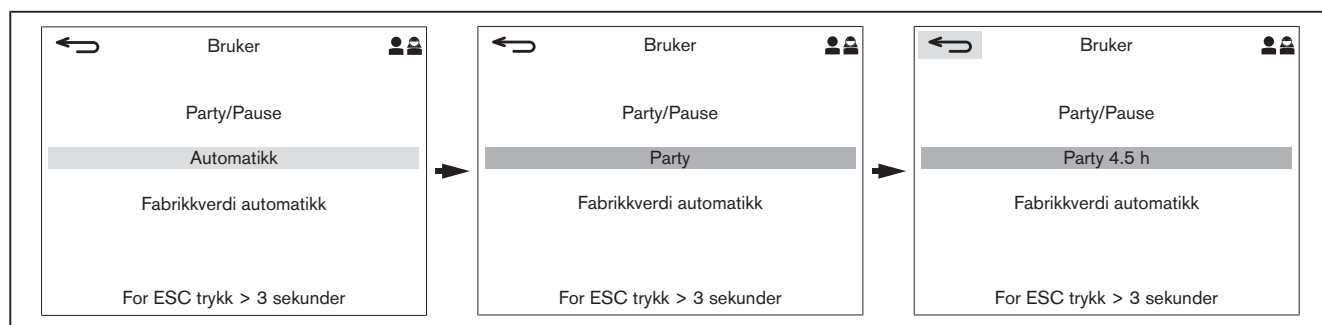 Bruker
Party/Pause
Automatikk
Fabrikkverdi automatikk
For ESC trykk > 3 sekunder
Bruker
Party/Pause
Party
Fabrikkverdi automatikk
For ESC trykk > 3 sekunder
Bruker
Party/Pause
Party 4.5 h
Fabrikkverdi automatikk
For ESC trykk > 3 sekunder